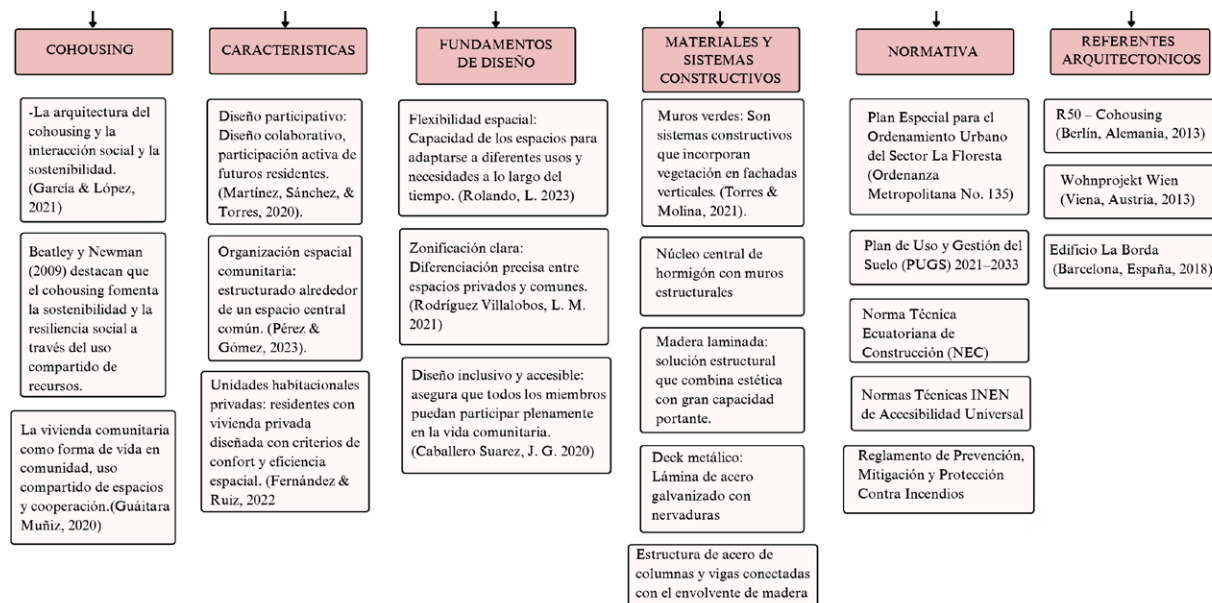 COHOUSING
-La arquitectura del
cohousing y la
interacción social y la
sostenibilidad.
(García & López,
2021)
Beatley y Newman
(2009) destacan que
el cohousing fomenta
la sostenibilidad y la
resiliencia social a
través del uso
compartido de
recursos.
La vivienda comunitaria
como forma de vida en
comunidad, uso
compartido de espacios
y cooperación.(Guáitara
Muñiz, 2020)
CARACTERISTICAS
Diseño participativo:
Diseño colaborativo,
participación activa de
futuros residentes.
(Martínez, Sánchez, &
Torres, 2020).
Organización espacial
comunitaria:
estructurado alrededor
de un espacio central
común. (Pérez &
Gómez, 2023).
Unidades habitacionales
privadas: residentes con
vivienda privada
diseñada con criterios de
confort y eficiencia
espacial. (Fernández &
Ruiz, 2022
FUNDAMENTOS
DE DISEÑO
Flexibilidad espacial:
Capacidad de los espacios para
adaptarse a diferentes usos y
necesidades a lo largo del
tiempo. (Rolando, L. 2023)
Zonificación clara:
Diferenciación precisa entre
espacios privados y comunes.
(Rodríguez Villalobos, L. M.
2021)
Diseño inclusivo y accesible:
asegura que todos los miembros
puedan participar plenamente
en la vida comunitaria.
(Caballero Suarez, J. G. 2020)
MATERIALES Y
SISTEMAS
CONSTRUCTIVOS
Muros verdes: Son
sistemas constructivos
que incorporan
vegetación en fachadas
verticales. (Torres &
Molina, 2021).
Núcleo central de
hormigón con muros
estructurales
Madera laminada:
solución estructural
que combina estética
con gran capacidad
portante.
Deck metálico:
Lámina de acero
galvanizado con
nervaduras
Estructura de acero de
columnas y vigas conectadas
con el envolvente de madera
NORMATIVA
Plan Especial para el
Ordenamiento Urbano
del Sector La Floresta
(Ordenanza
Metropolitana No. 135)
Plan de Uso y Gestión del
Suelo (PUGS) 2021–2033
Norma Técnica
Ecuatoriana de
Construcción (NEC)
Normas Técnicas INEN
de Accesibilidad Universal
Reglamento de Prevención,
Mitigación y Protección
Contra Incendios
REFERENTES
ARQUITECTONICOS
R50 – Cohousing
(Berlín, Alemania, 2013)
Wohnprojekt Wien
(Viena, Austria, 2013)
Edificio La Borda
(Barcelona, España, 2018)